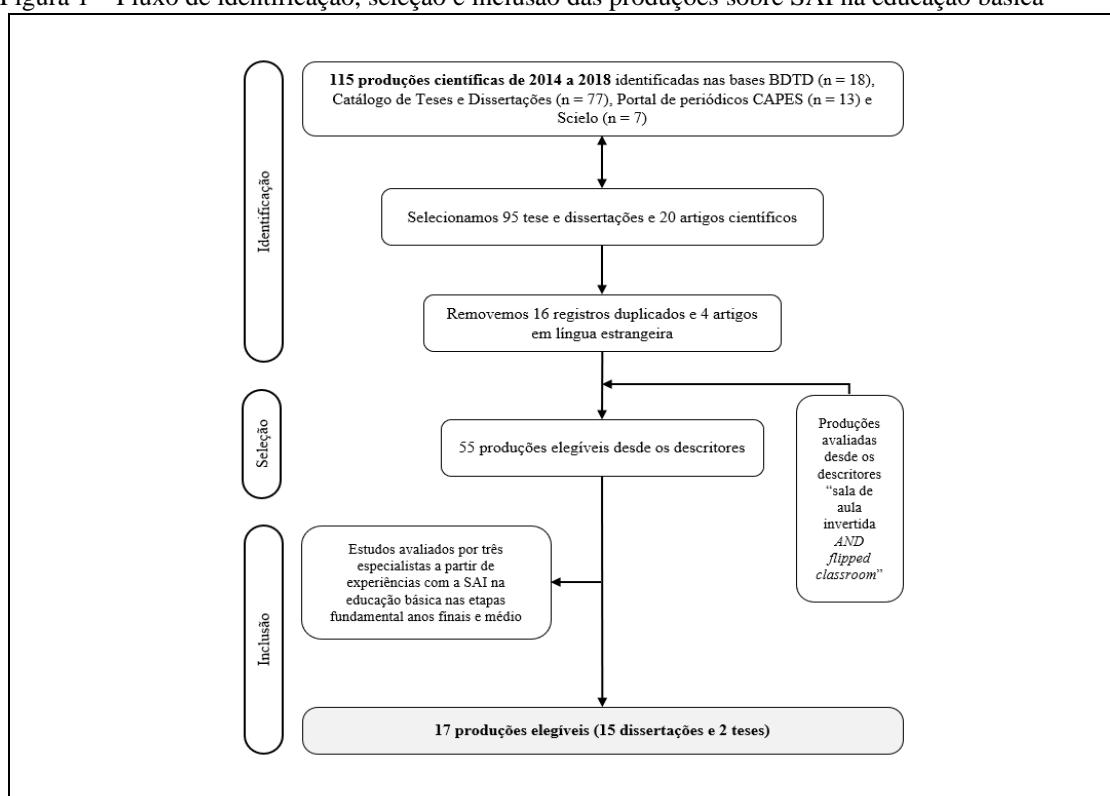 Figura 1 – Fluxo de identificação, seleção e inclusão das produções sobre SAI na educação básica
115 produções científicas de 2014 a 2018 identificadas nas bases BDTD (n = 18),
Catálogo de Teses e Dissertações (n = 77), Portal de periódicos CAPES (n = 13) e
Scielo (n = 7)
Identificação
Selecionamos 95 tese e dissertações e 20 artigos científicos
Removemos 16 registros duplicados e 4 artigos
em língua estrangeira
Seleção
55 produções elegíveis desde os descritores
Produções
avaliadas
desde os
descritores
“sala de
aula
invertida
AND
flipped
classroom”
Inclusão
Estudos avaliados por três
especialistas a partir de
experiências com a SAI na
educação básica nas etapas
fundamental anos finais e médio
17 produções elegíveis (15 dissertações e 2 teses)